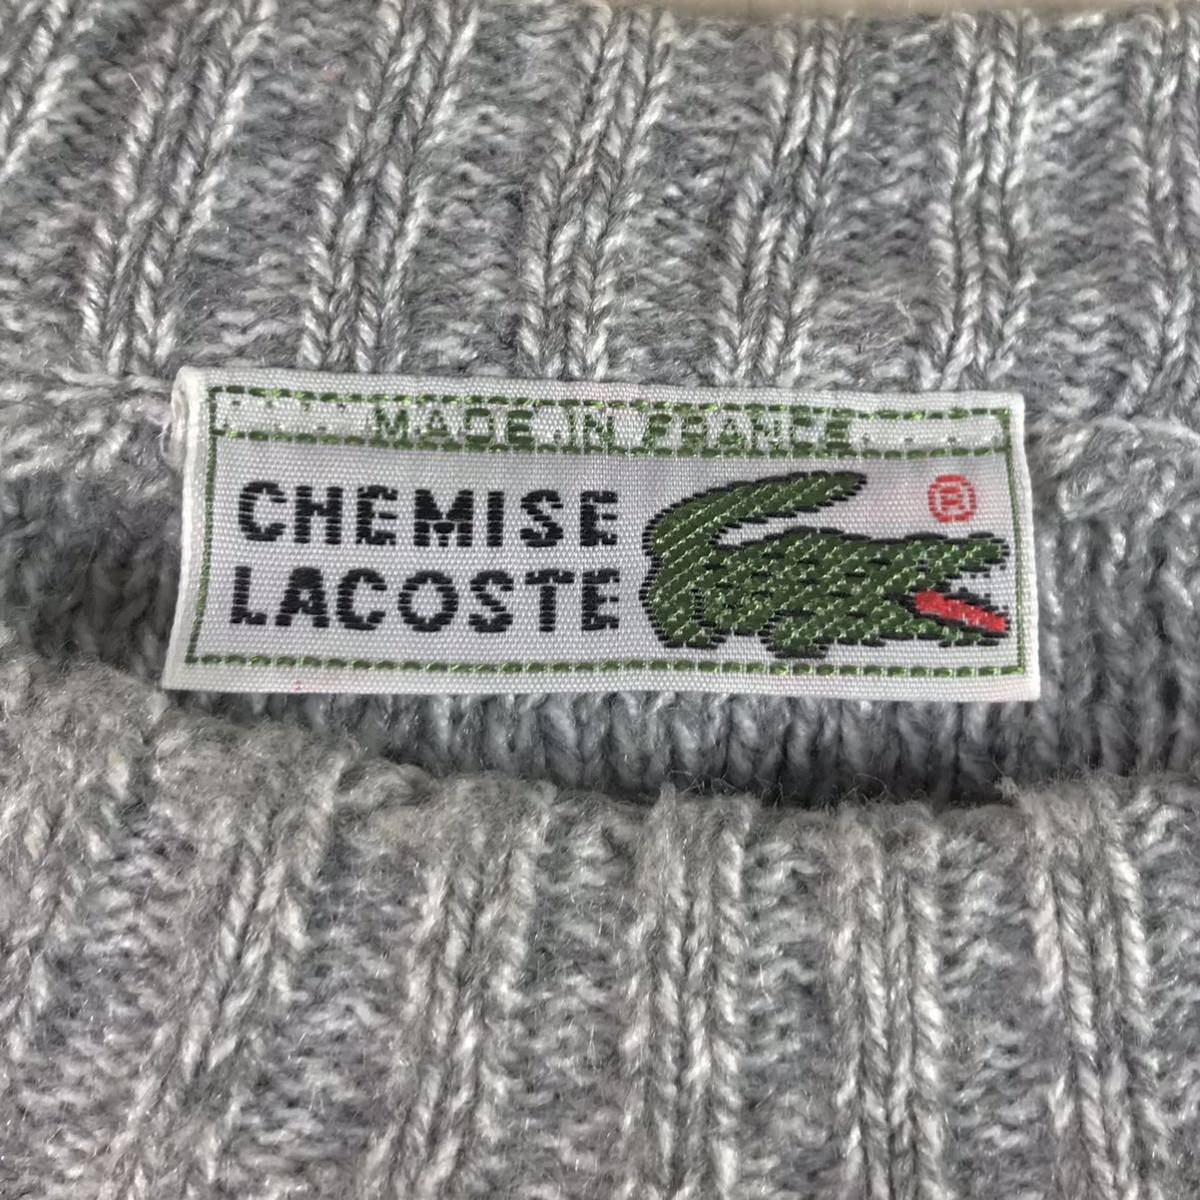 MADE IN FRANCE
CHEMISE
LACOSTE
®